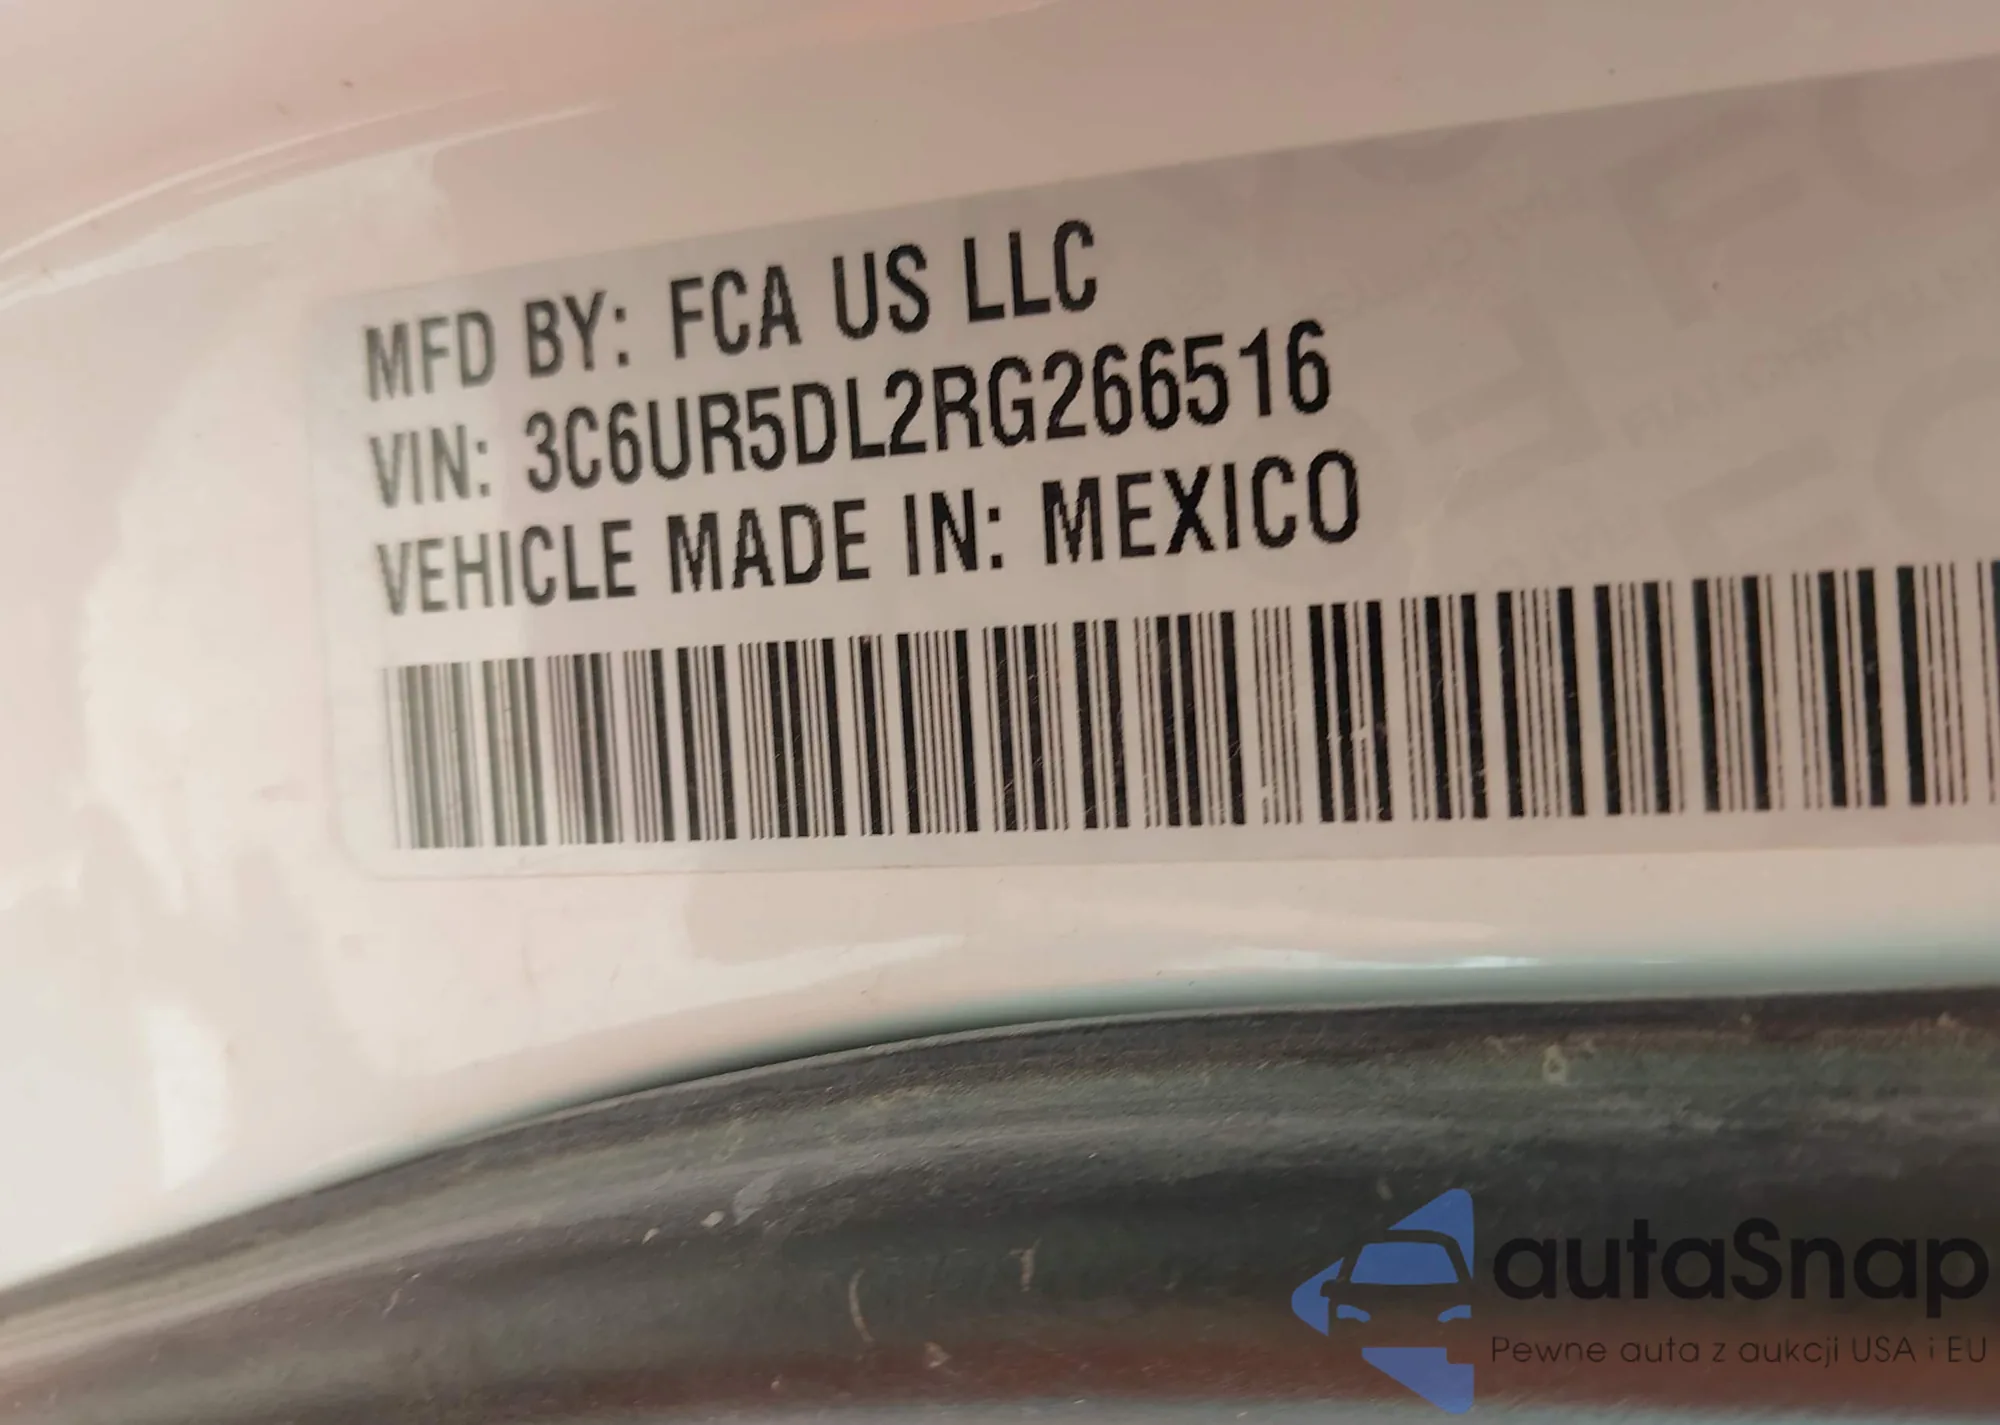 MFD BY: FCA US LLC
VIN: 3C6UR5DL2RG266516
VEHICLE MADE IN: MEXICO
autaSnap
Pewne auta z aukcji USA i EU